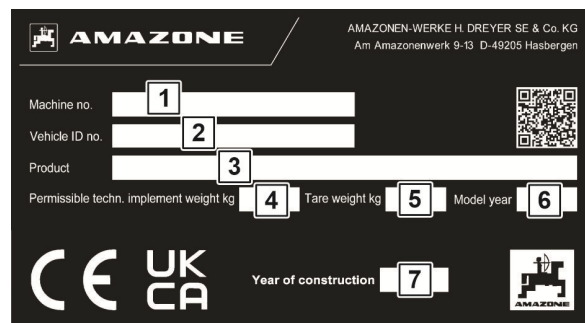 AMAZONE
AMAZONEN-WERKE H. DREYER SE & Co. KG
Am Amazonenwerk 9-13 D-49205 Hasbergen
Machine no. 1
Vehicle ID no. 2
Product 3
Permissible techn. implement weight kg 4 Tare weight kg 5 Model year 6
CE UK
CA
Year of construction 7
AMAZONE